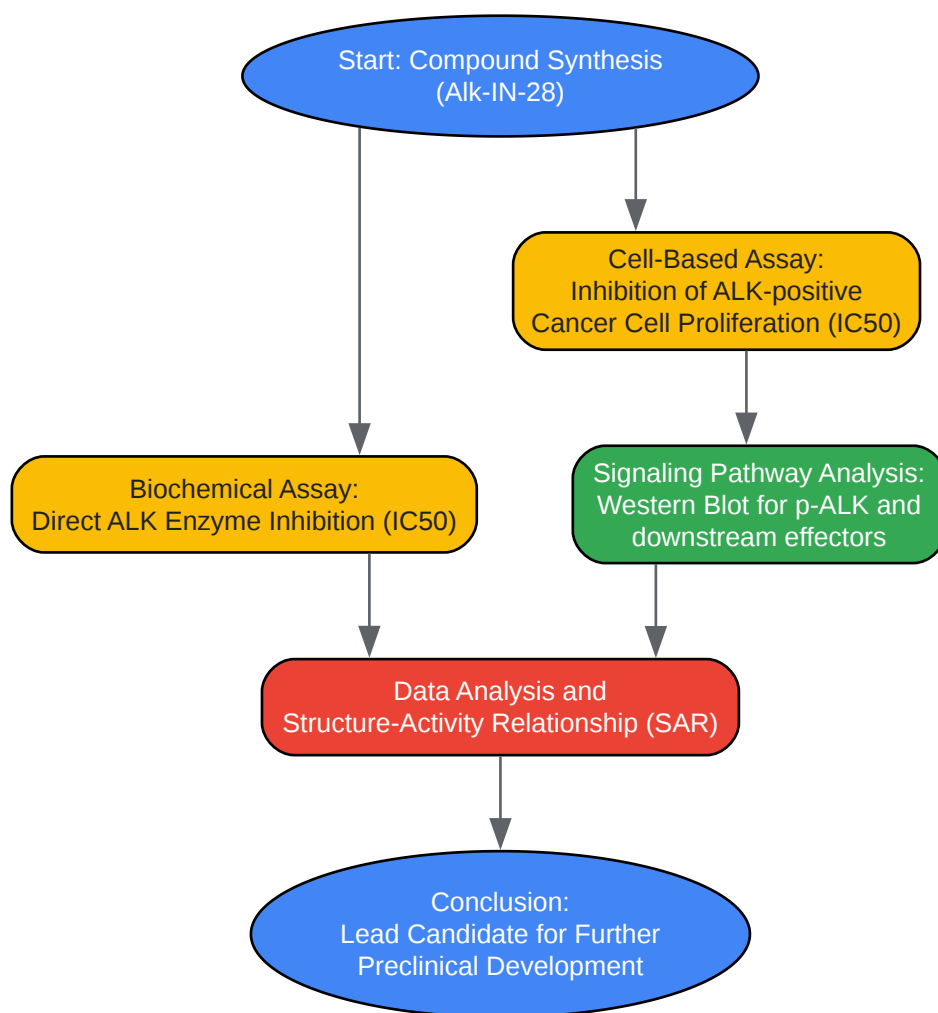 Start: Compound Synthesis
(Alk-IN-28)
Cell-Based Assay:
Inhibition of ALK-positive
Cancer Cell Proliferation (IC50)
Biochemical Assay:
Direct ALK Enzyme Inhibition (IC50)
Signaling Pathway Analysis:
Western Blot for p-ALK and
downstream effectors
Data Analysis and
Structure-Activity Relationship (SAR)
Conclusion:
Lead Candidate for Further
Preclinical Development